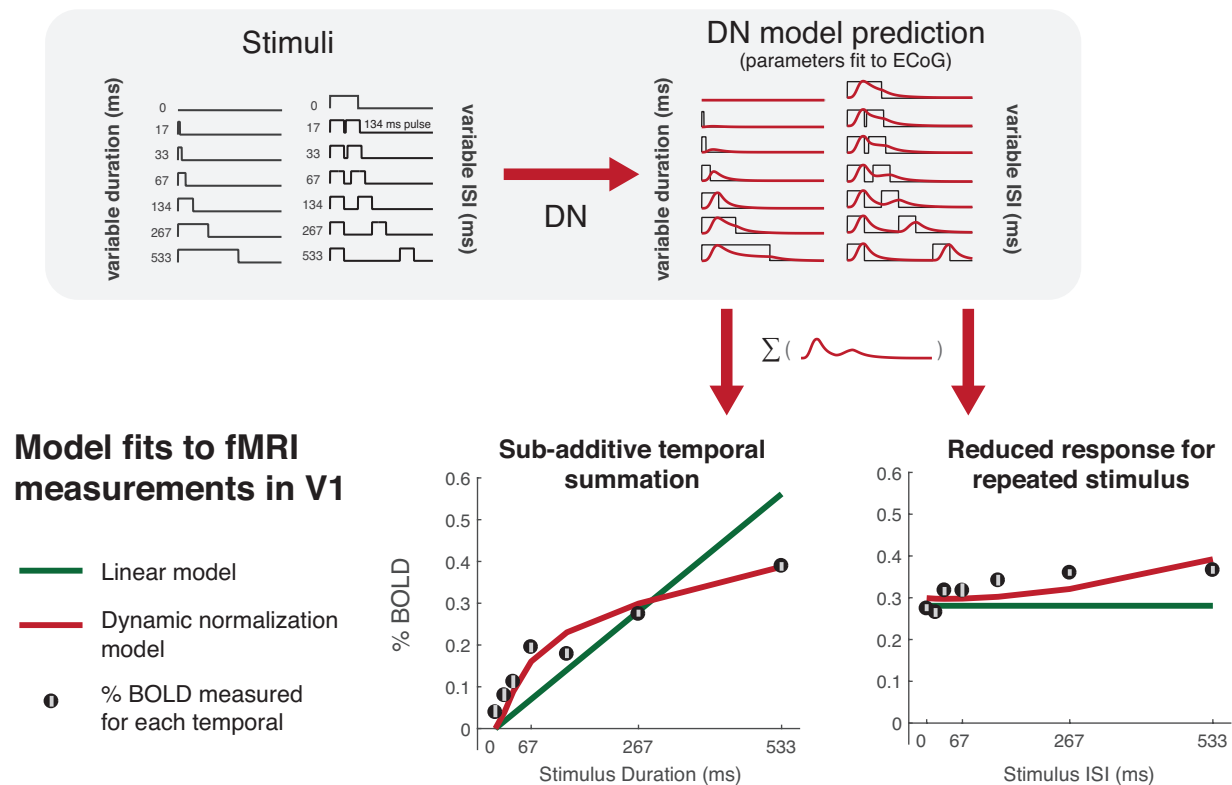 Stimuli
variable duration (ms)
0
17
33
67
134
267
533
0
17
134 ms pulse
33
67
134
267
533
variable ISI (ms)
DN
DN model prediction
(parameters fit to ECoG)
variable duration (ms)
variable ISI (ms)
Σ ( )
Model fits to fMRI
measurements in V1
Linear model
Dynamic normalization
model
% BOLD measured
for each temporal
Sub-additive temporal
summation
% BOLD
0.6
0.5
0.4
0.3
0.2
0.1
0
0
67
267
533
Stimulus Duration (ms)
Reduced response for
repeated stimulus
0.6
0.5
0.4
0.3
0.2
0.1
0
0
67
267
533
Stimulus ISI (ms)